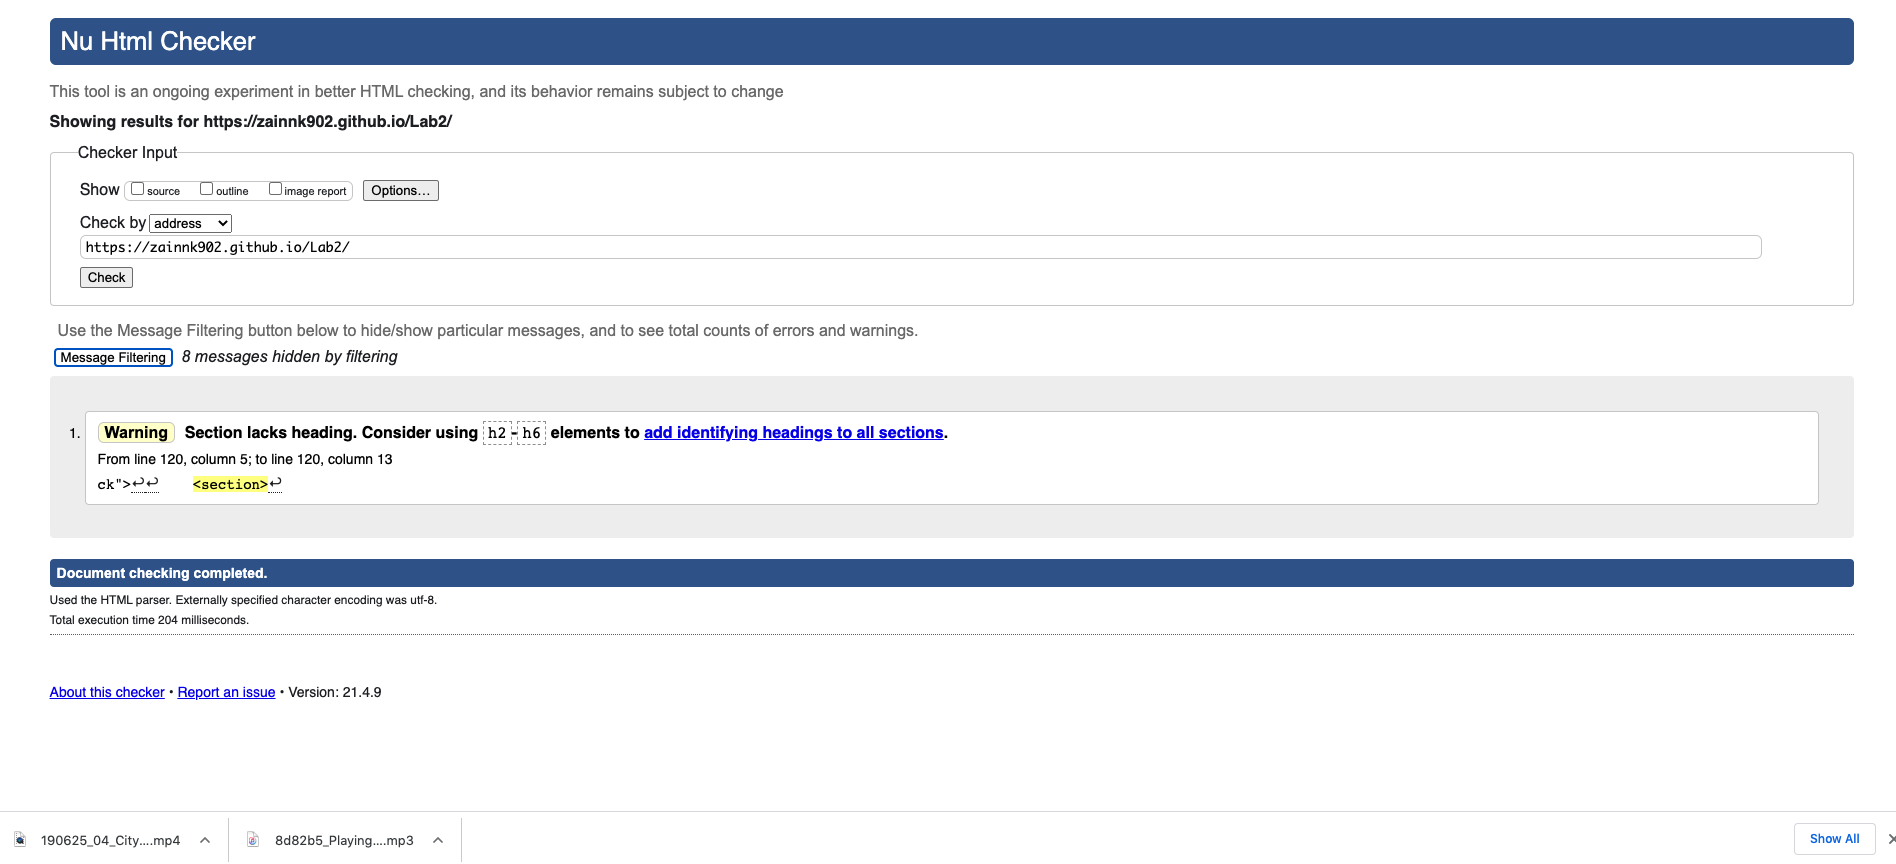 Nu Html Checker
This tool is an ongoing experiment in better HTML checking, and its behavior remains subject to change
Showing results for https://zainnk902.github.io/Lab2/
Checker Input
Show source outline image report Options...
Check by address
https://zainnk902.github.io/Lab2/
Check
Use the Message Filtering button below to hide/show particular messages, and to see total counts of errors and warnings.
Message Filtering 8 messages hidden by filtering
1. Warning Section lacks heading. Consider using h2-h6 elements to add identifying headings to all sections.
From line 120, column 5; to line 120, column 13
ck">↩↩ <section>↩
Document checking completed.
Used the HTML parser. Externally specified character encoding was utf-8.
Total execution time 204 milliseconds.
About this checker • Report an issue • Version: 21.4.9
190625_04_City....mp4 8d82b5_Playing....mp3 Show All